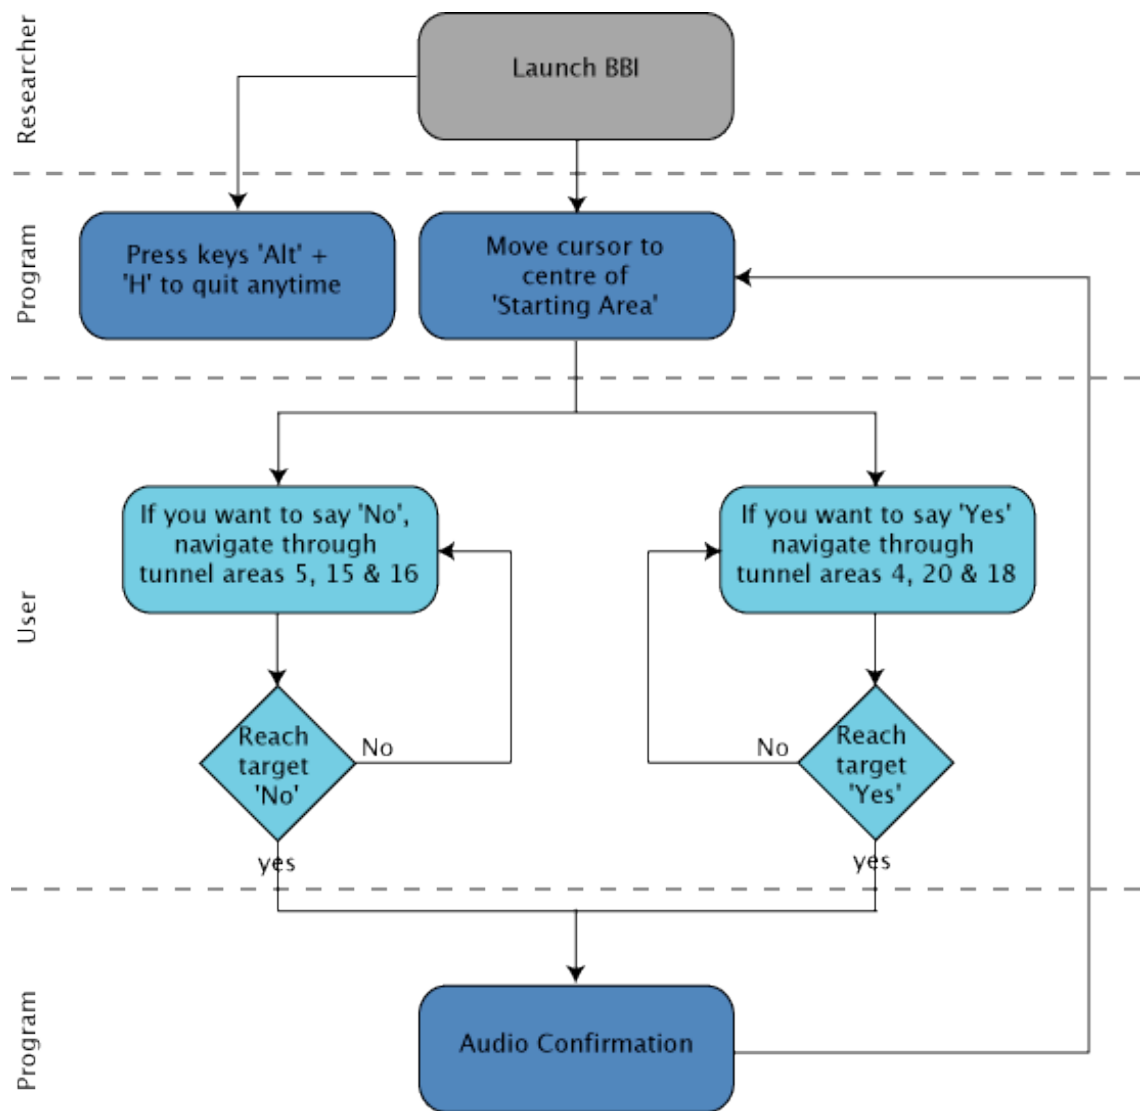 Researcher
Launch BBI
Program
Press keys 'Alt' +
'H' to quit anytime
Move cursor to
centre of
'Starting Area'
User
If you want to say 'No',
navigate through
tunnel areas 5, 15 & 16
If you want to say 'Yes'
navigate through
tunnel areas 4, 20 & 18
Reach
target
'No'
No
yes
No
Reach
target
'Yes'
yes
Program
Audio Confirmation